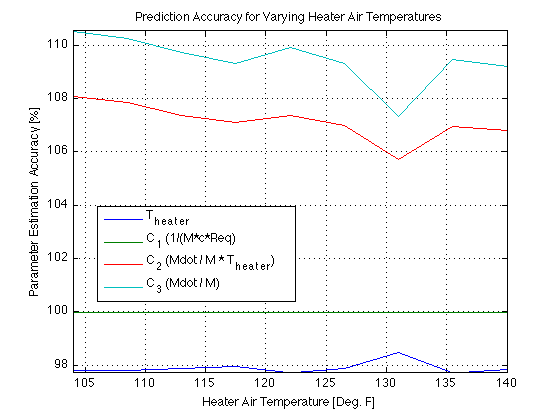 Prediction Accuracy for Varying Heater Air Temperatures
Parameter Estimation Accuracy [%]
110
108
106
104
102
100
98
T_heater
C_1 (1/(M*c*Req)
C_2 (Mdot / M * T_heater)
C_3 (Mdot / M)
105 110 115 120 125 130 135 140
Heater Air Temperature [Deg. F]